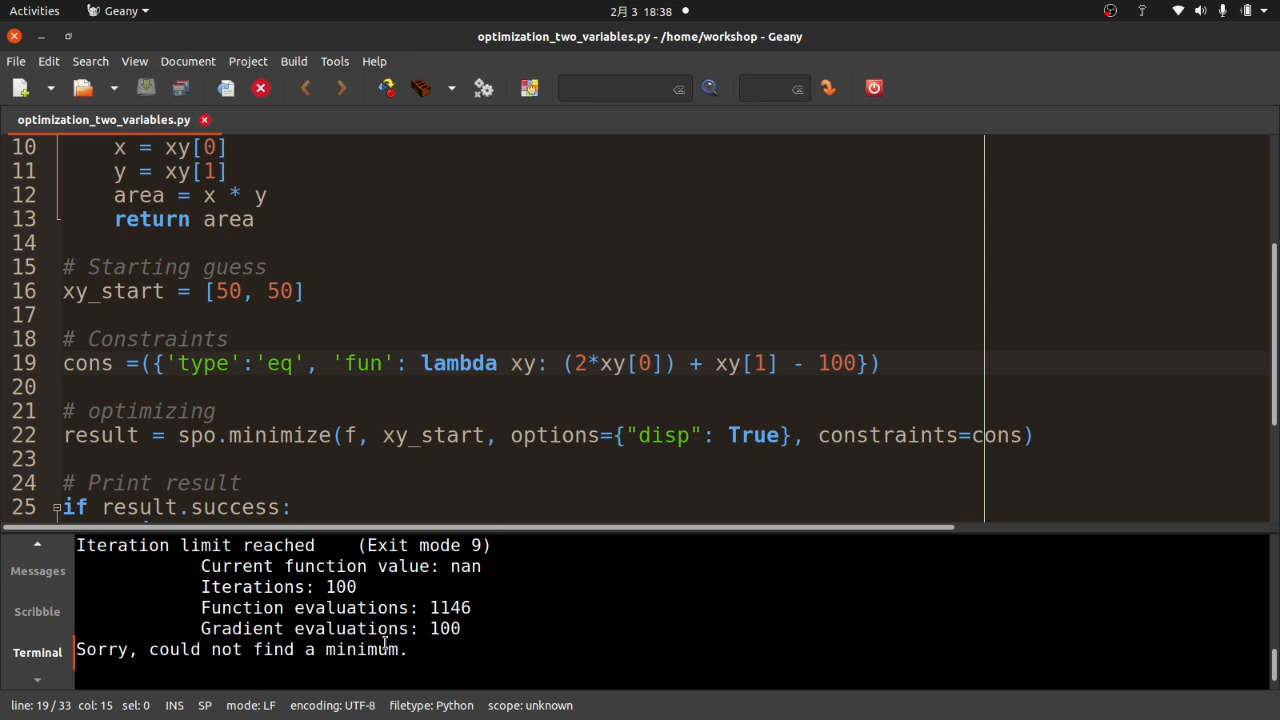 Activities
Geany
2月 3 18:38
optimization_two_variables.py - /home/workshop - Geany
File Edit Search View Document Project Build Tools Help
optimization_two_variables.py
10 x = xy[0]
11 y = xy[1]
12 area = x * y
13 return area
14
15 # Starting guess
16 xy_start = [50, 50]
17
18 # Constraints
19 cons =({'type':'eq', 'fun': lambda xy: (2*xy[0]) + xy[1] - 100})
20
21 # optimizing
22 result = spo.minimize(f, xy_start, options={"disp": True}, constraints=cons)
23
24 # Print result
25 if result.success:
Messages
Scribble
Terminal
Iteration limit reached (Exit mode 9)
Current function value: nan
Iterations: 100
Function evaluations: 1146
Gradient evaluations: 100
Sorry, could not find a minimum.
line: 19 / 33 col: 15 sel: 0 INS SP mode: LF encoding: UTF-8 filetype: Python scope: unknown